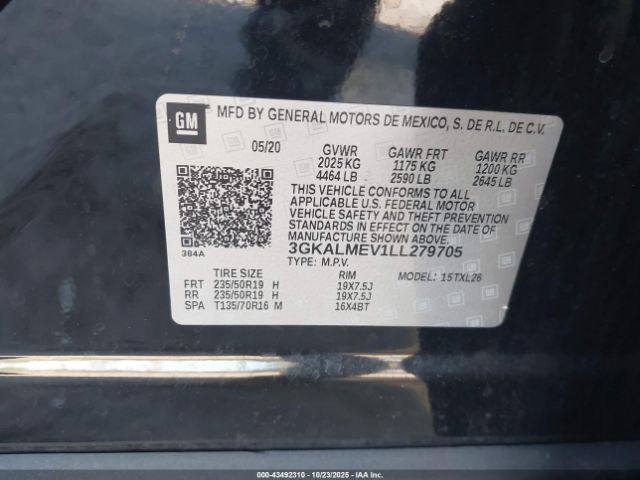 GM
MFD BY GENERAL MOTORS DE MEXICO, S. DE R.L. DE C.V.
05/20 GVWR GAWR FRT GAWR RR
2025 KG 1175 KG 1200 KG
4464 LB 2590 LB 2645 LB
THIS VEHICLE CONFORMS TO ALL
APPLICABLE U.S. FEDERAL MOTOR
VEHICLE SAFETY AND THEFT PREVENTION
STANDARDS IN EFFECT ON THE DATE OF
MANUFACTURE SHOWN ABOVE.
384A
3GKALMEV1LL279705
TYPE: M.P.V. MODEL: 15TXL26
TIRE SIZE RIM
FRT 235/50R19 H 19X7.5J
RR 235/50R19 H 19X7.5J
SPA T135/70R16 M 16X4BT
© 00-43492310 - 10/23/2025 - © COPYRIGHT IAA, LLC.